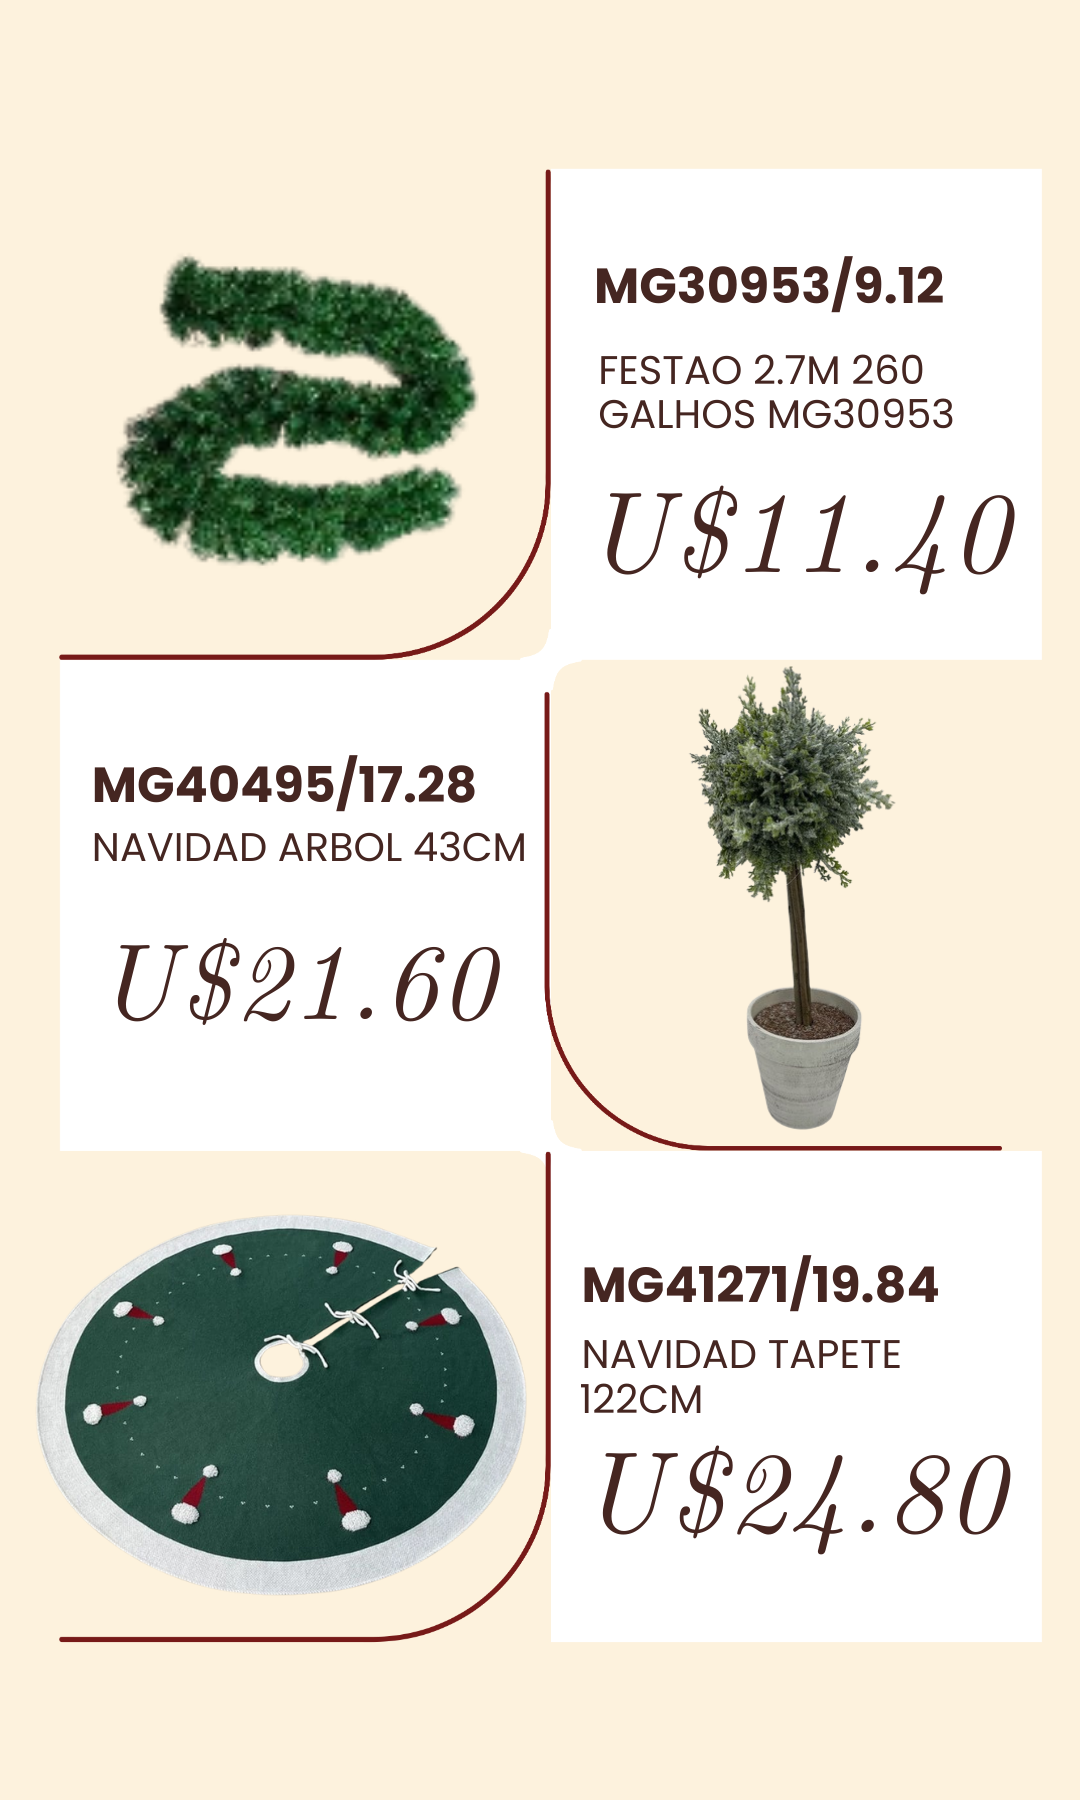 MG30953/9.12
FESTAO 2.7M 260
GALHOS MG30953
U$11.40
MG40495/17.28
NAVIDAD ARBOL 43CM
U$21.60
MG41271/19.84
NAVIDAD TAPETE
122CM
U$24.80